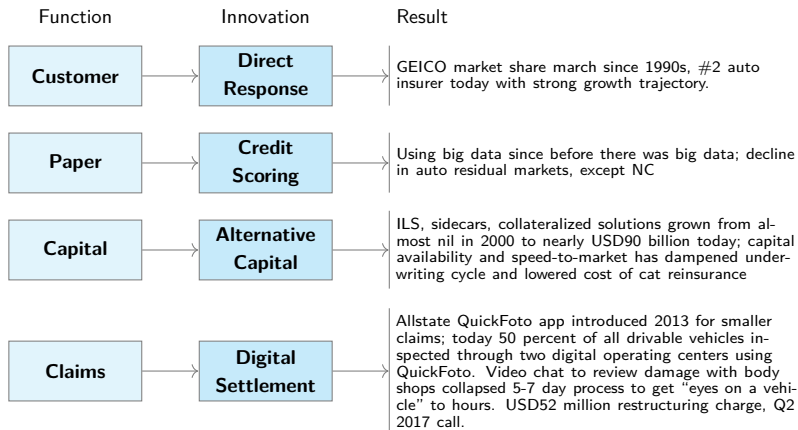 Function Innovation Result
Customer
Direct
Response
GEICO market share march since 1990s, #2 auto
insurer today with strong growth trajectory.
Paper
Credit
Scoring
Using big data since before there was big data; decline
in auto residual markets, except NC
Capital
Alternative
Capital
ILS, sidecars, collateralized solutions grown from al-
most nil in 2000 to nearly USD90 billion today; capital
availability and speed-to-market has dampened under-
writing cycle and lowered cost of cat reinsurance
Claims
Digital
Settlement
Allstate QuickFoto app introduced 2013 for smaller
claims; today 50 percent of all drivable vehicles in-
spected through two digital operating centers using
QuickFoto. Video chat to review damage with body
shops collapsed 5-7 day process to get “eyes on a vehi-
cle” to hours. USD52 million restructuring charge, Q2
2017 call.